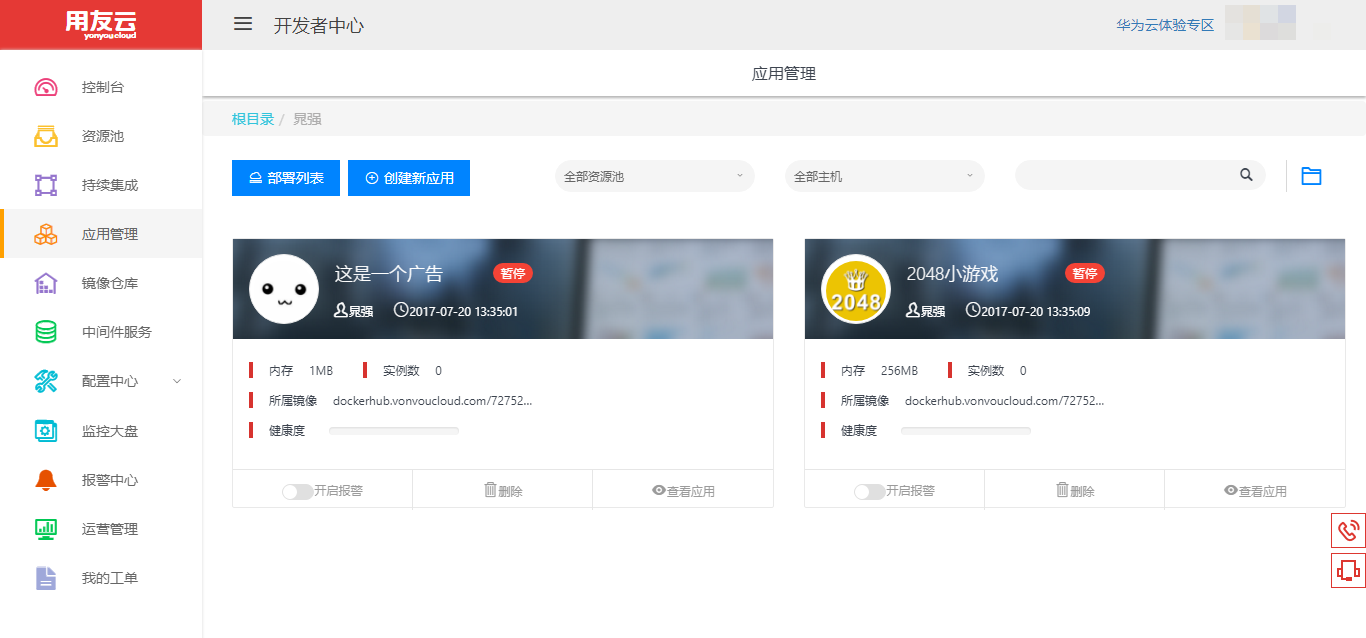 用友云
yonyoucloud
开发者中心
华为云体验专区
控制台
资源池
持续集成
应用管理
镜像仓库
中间件服务
配置中心
监控大盘
报警中心
运营管理
我的工单
应用管理
根目录 / 晁强
部署列表
创建新应用
全部资源池
全部主机
这是一个广告
暂停
晁强
2017-07-20 13:35:01
内存 1MB 实例数 0
所属镜像 dockerhub.yonyoucloud.com/72752...
健康度
开启报警
删除
查看应用
2048
2048小游戏
暂停
晁强
2017-07-20 13:35:09
内存 256MB 实例数 0
所属镜像 dockerhub.yonyoucloud.com/72752...
健康度
开启报警
删除
查看应用